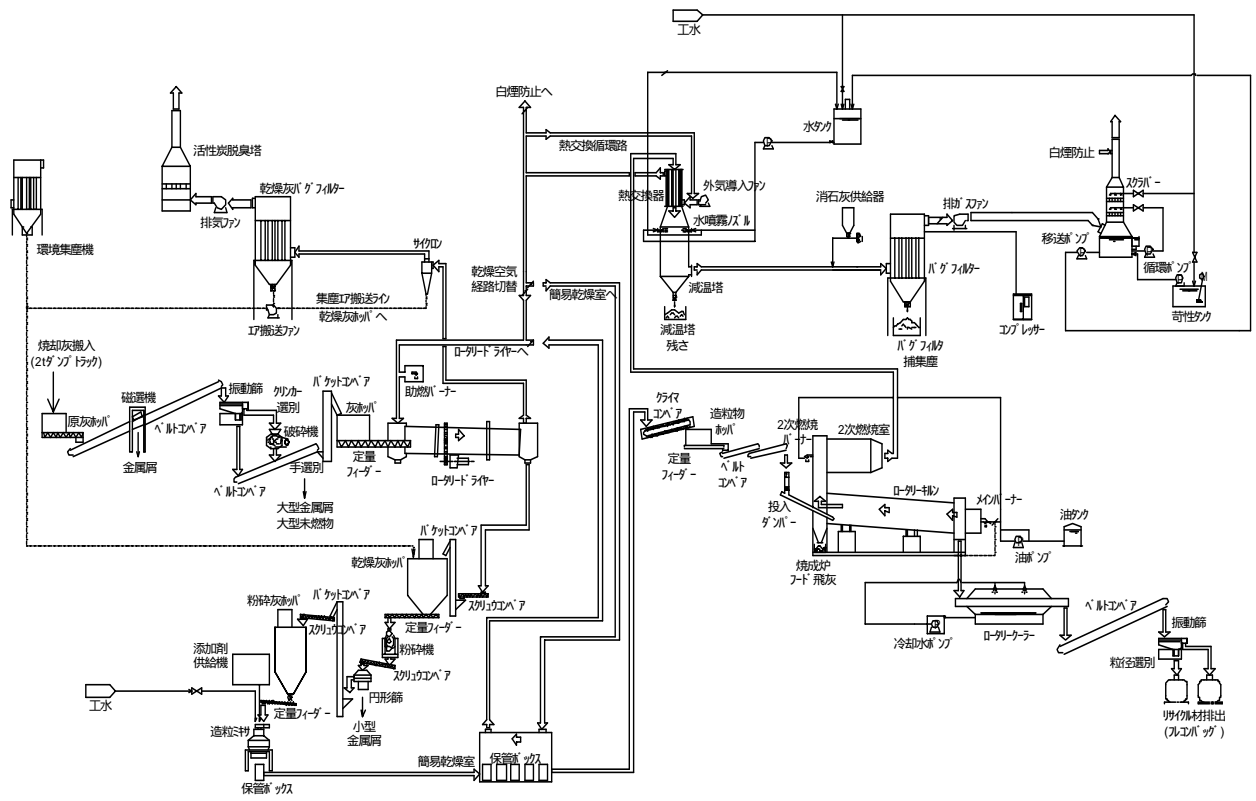 工水
白煙防止へ
熱交換循環路
水タンク
活性炭脱臭塔
白煙防止
スクラバー
乾燥灰バグフィルター
排気ファン
熱交換器
外気導入ファン
消石灰供給器
排ガスファン
水噴霧ノズル
移送ポンプ
環境集塵機
サイクロン
循環ポンプ
乾燥空気
経路切替
バグフィルター
簡易乾燥室へ
減温塔
集塵エア搬送ライン
乾燥灰ホッパへ
エア搬送ファン
減温塔
残さ
コンプレッサー
苛性タンク
バグフィルタ
捕集塵
焼却灰搬入
(2tダンプトラック)
ロータリードライヤーへ
助燃バーナー
バケットコンベア
振動篩
クリンカー
選別
磁選機
灰ホッパ
原灰ホッパ
ベルトコンベア
破砕機
クライマ
コンベア
造粒物
ホッパ
2次燃焼
バーナー
2次燃焼室
金属屑
手選別
定量
フィーダー
ロータリードライヤー
定量
フィーダー
ベルト
コンベア
ベルトコンベア
大型金属屑
大型未燃物
ロータリーキルン
メインバーナー
投入
ダンパー
油タンク
油ポンプ
バケットコンベア
乾燥灰ホッパ
焼成炉
フード飛灰
スクリュウコンベア
バケットコンベア
粉砕灰ホッパ
スクリュウコンベア
定量フィーダー
ベルトコンベア
ロータリークーラー
冷却水ポンプ
振動篩
添加剤
供給機
粉砕機
スクリュウコンベア
粒径選別
円形篩
工水
定量フィーダー
小型
金属屑
リサイクル材排出
(フレコンバッグ)
造粒ミキサ
簡易乾燥室
保管ボックス
保管ボックス